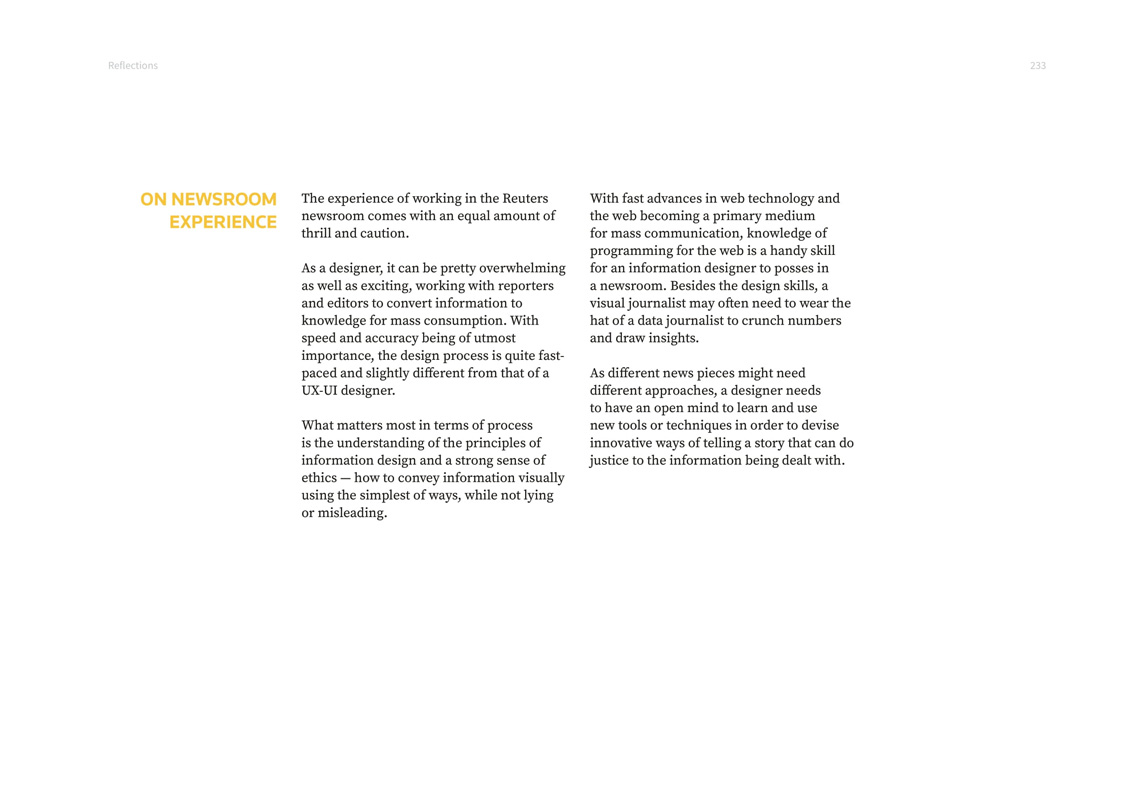 Reflections
233
ON NEWSROOM
EXPERIENCE
The experience of working in the Reuters
newsroom comes with an equal amount of
thrill and caution.
As a designer, it can be pretty overwhelming
as well as exciting, working with reporters
and editors to convert information to
knowledge for mass consumption. With
speed and accuracy being of utmost
importance, the design process is quite fast-
paced and slightly different from that of a
UX-UI designer.
What matters most in terms of process
is the understanding of the principles of
information design and a strong sense of
ethics — how to convey information visually
using the simplest of ways, while not lying
or misleading.
With fast advances in web technology and
the web becoming a primary medium
for mass communication, knowledge of
programming for the web is a handy skill
for an information designer to posses in
a newsroom. Besides the design skills, a
visual journalist may often need to wear the
hat of a data journalist to crunch numbers
and draw insights.
As different news pieces might need
different approaches, a designer needs
to have an open mind to learn and use
new tools or techniques in order to devise
innovative ways of telling a story that can do
justice to the information being dealt with.